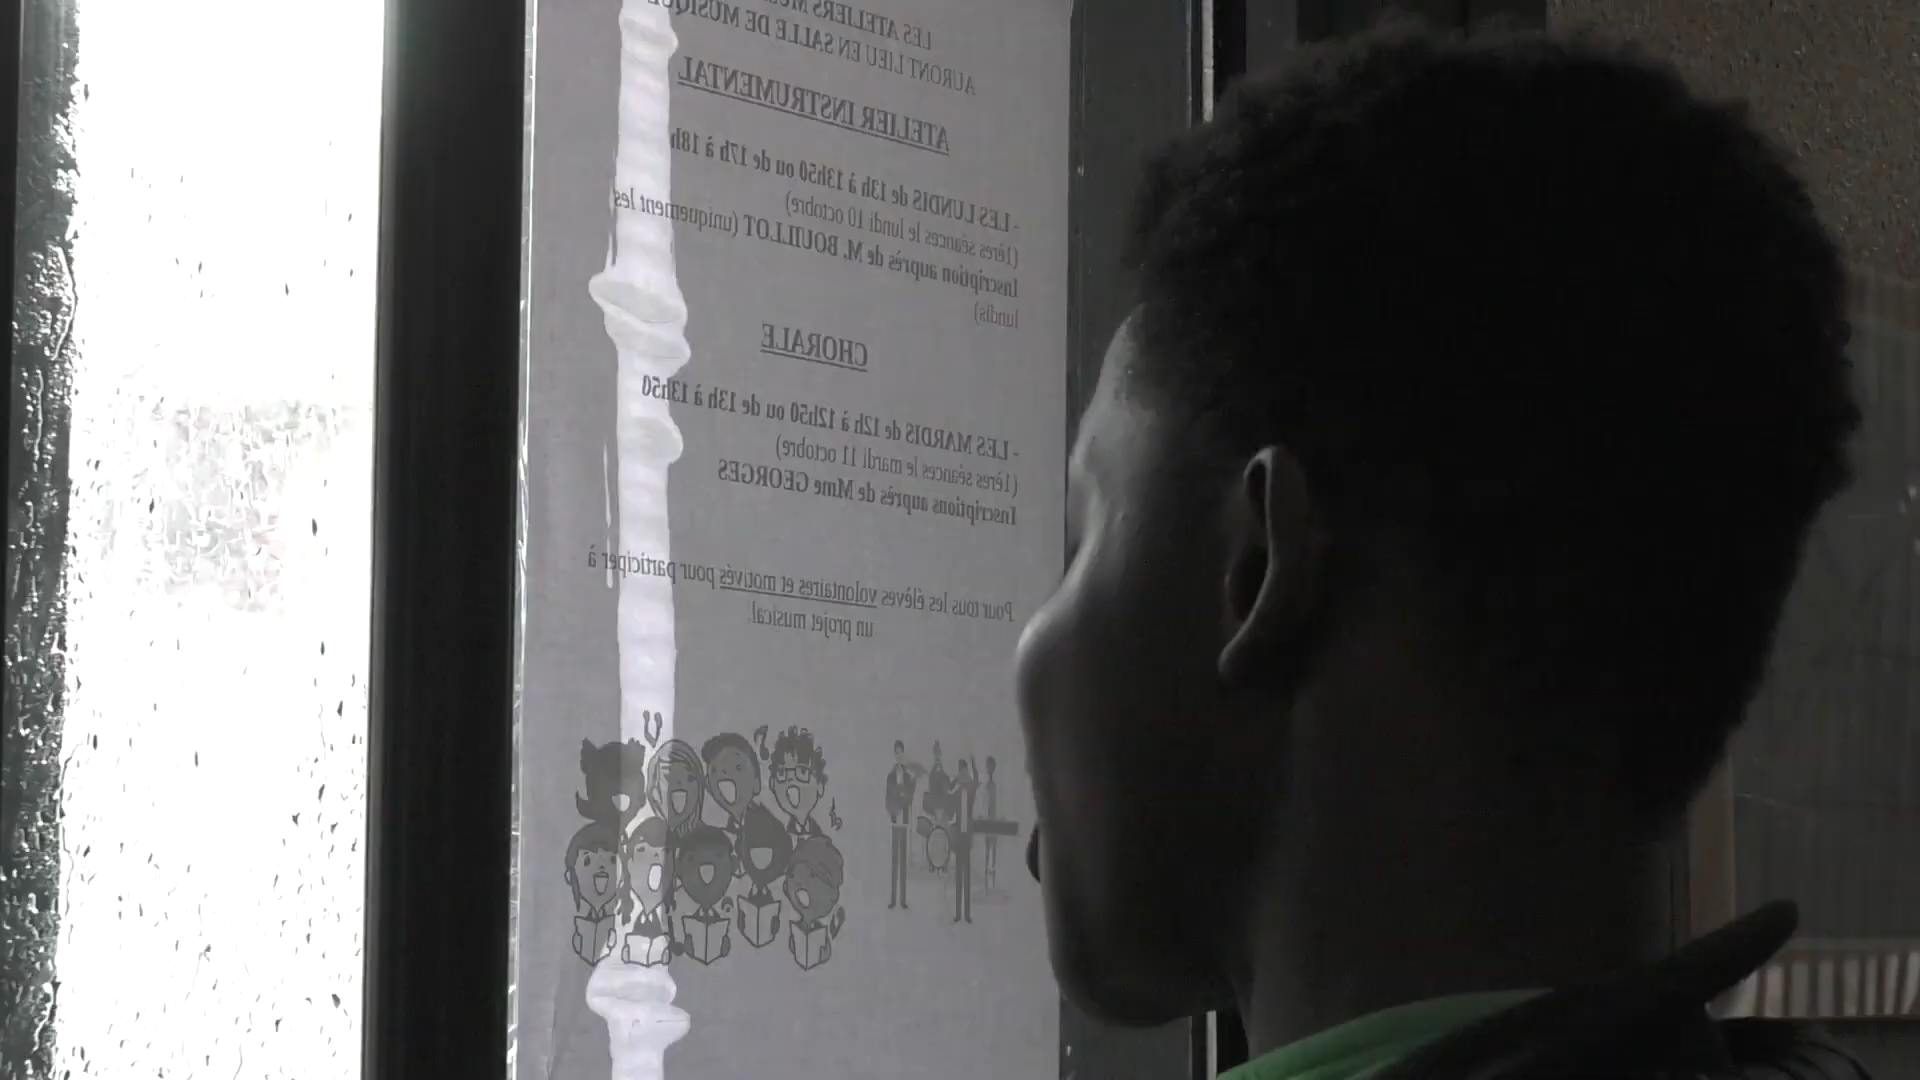 LES ATELIERS
AURONT LIEU EN SALLE DE MUSIQUE
ATELIER INSTRUMENTAL
-LES LUNDIS de 13h à 13h50 ou de 17h à 18h
(1ères séances le lundi 10 octobre)
Inscription auprès de M. BOUILLOT (uniquement les
lundis)
CHORALE
-LES MARDIS de 12h à 12h50 ou de 13h à 13h50
(1ères séances le mardi 11 octobre)
Inscriptions auprès de Mme GEORGES
Pour tous les élèves volontaires et motivés pour participer à
un projet musical!